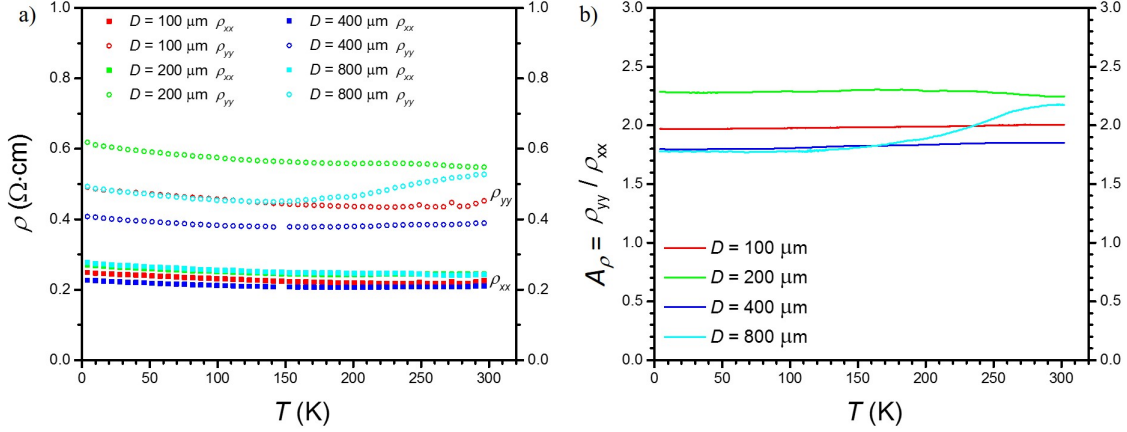 a)
D = 100 μm ρxx
D = 100 μm ρyy
D = 200 μm ρxx
D = 200 μm ρyy
D = 400 μm ρxx
D = 400 μm ρyy
D = 800 μm ρxx
D = 800 μm ρyy
1.0
0.8
0.6
0.4
0.2
0.0
1.0
0.8
0.6
0.4
0.2
0.0
ρ (Ω·cm)
ρyy
ρxx
0 50 100 150 200 250 300
T (K)
b)
3.0
2.5
2.0
1.5
1.0
0.5
0.0
3.0
2.5
2.0
1.5
1.0
0.5
0.0
Aρ = ρyy / ρxx
D = 100 μm
D = 200 μm
D = 400 μm
D = 800 μm
0 50 100 150 200 250 300
T (K)